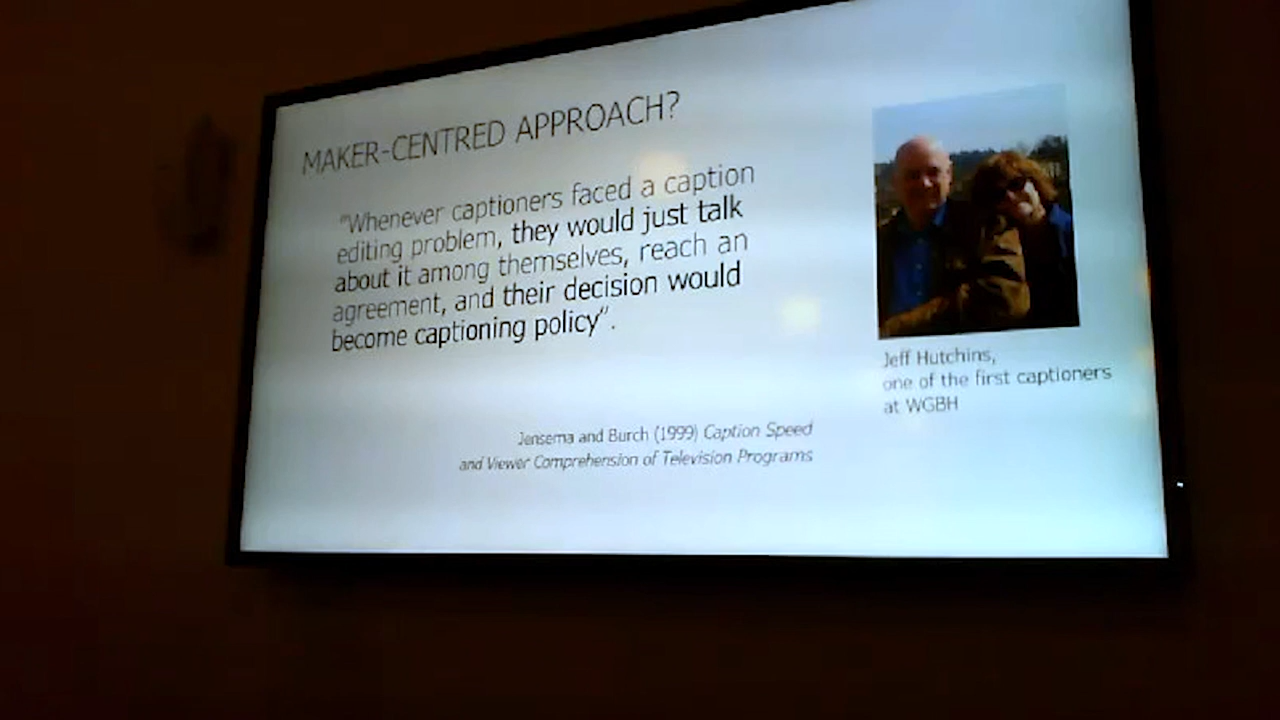 MAKER-CENTRED APPROACH?
"Whenever captioners faced a caption
editing problem, they would just talk
about it among themselves, reach an
agreement, and their decision would
become captioning policy".
Jensema and Burch (1999) Caption Speed
and Viewer Comprehension of Television Programs
Jeff Hutchins,
one of the first captioners
at WGBH